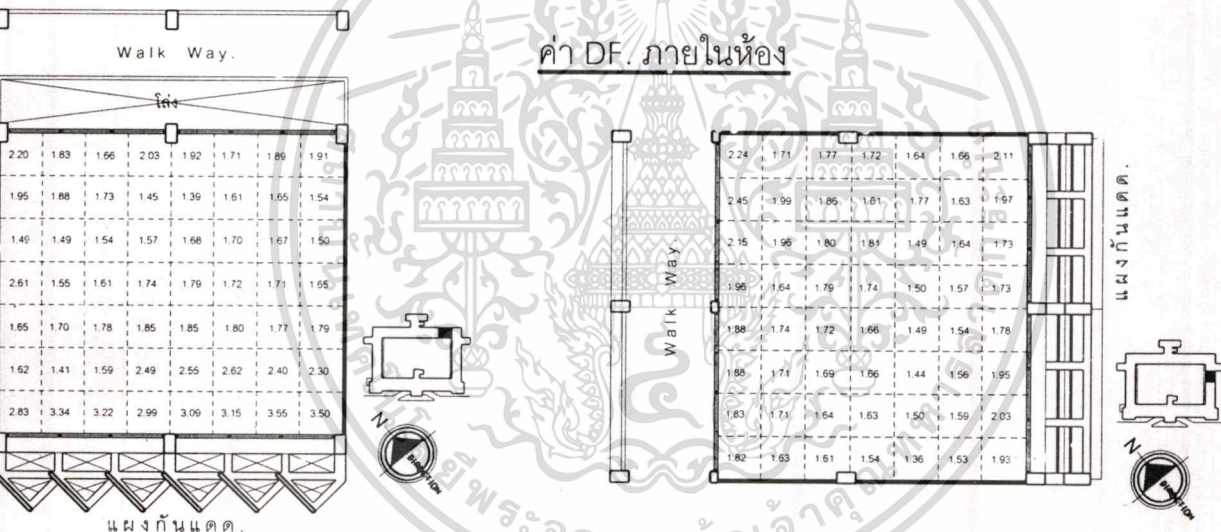 ค่า DF. ภายในห้อง
Walk Way.
โล่ง
2.20 1.83 1.66 2.03 1.92 1.71 1.89 1.91
1.95 1.88 1.73 1.45 1.39 1.61 1.65 1.54
1.49 1.49 1.54 1.57 1.68 1.70 1.67 1.50
2.61 1.55 1.61 1.74 1.79 1.72 1.71 1.65
1.65 1.70 1.78 1.85 1.85 1.80 1.77 1.79
1.62 1.41 1.59 2.49 2.55 2.62 2.40 2.30
2.83 3.34 3.22 2.99 3.09 3.15 3.55 3.50
แผงกันแดด.
N
DIRECTION
Walk Way.
2.24 1.71 1.77 1.72 1.64 1.66 2.11
2.45 1.99 1.86 1.61 1.77 1.63 1.97
2.15 1.96 1.80 1.81 1.49 1.64 1.73
1.96 1.64 1.79 1.74 1.50 1.57 1.73
1.88 1.74 1.72 1.66 1.49 1.54 1.78
1.88 1.71 1.69 1.66 1.44 1.56 1.95
1.83 1.71 1.64 1.63 1.50 1.59 2.03
1.82 1.63 1.61 1.54 1.36 1.53 1.93
แผงกันแดด.
N
DIRECTION